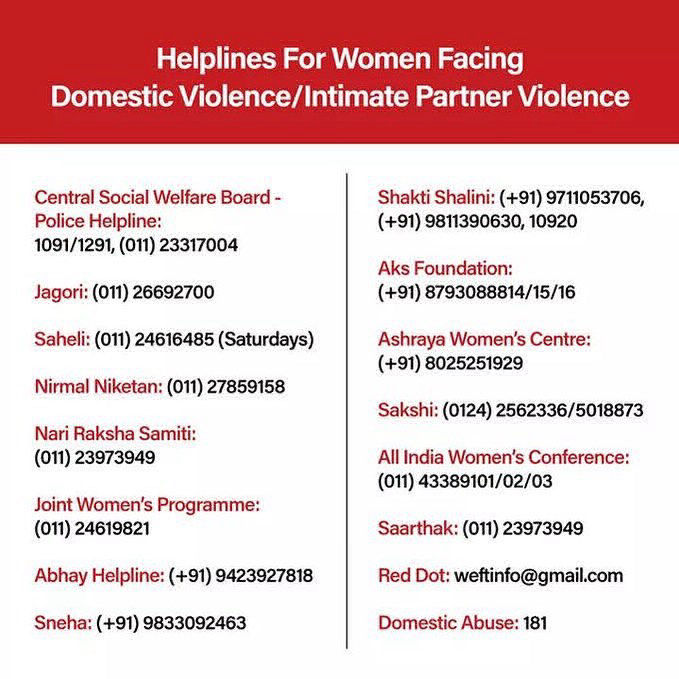 Helplines For Women Facing
Domestic Violence/Intimate Partner Violence
Central Social Welfare Board -
Police Helpline:
1091/1291, (011) 23317004
Jagori: (011) 26692700
Saheli: (011) 24616485 (Saturdays)
Nirmal Niketan: (011) 27859158
Nari Raksha Samiti:
(011) 23973949
Joint Women's Programme:
(011) 24619821
Abhay Helpline: (+91) 9423927818
Sneha: (+91) 9833092463
Shakti Shalini: (+91) 9711053706,
(+91) 9811390630, 10920
Aks Foundation:
(+91) 8793088814/15/16
Ashraya Women's Centre:
(+91) 8025251929
Sakshi: (0124) 2562336/5018873
All India Women's Conference:
(011) 43389101/02/03
Saarthak: (011) 23973949
Red Dot: weftinfo@gmail.com
Domestic Abuse: 181